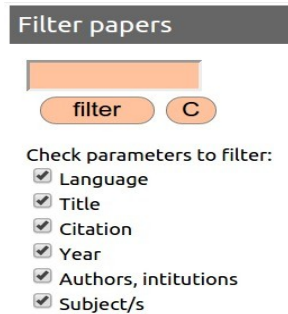 Filter papers
filter C
Check parameters to filter:
Language
Title
Citation
Year
Authors, intitutions
Subject/s